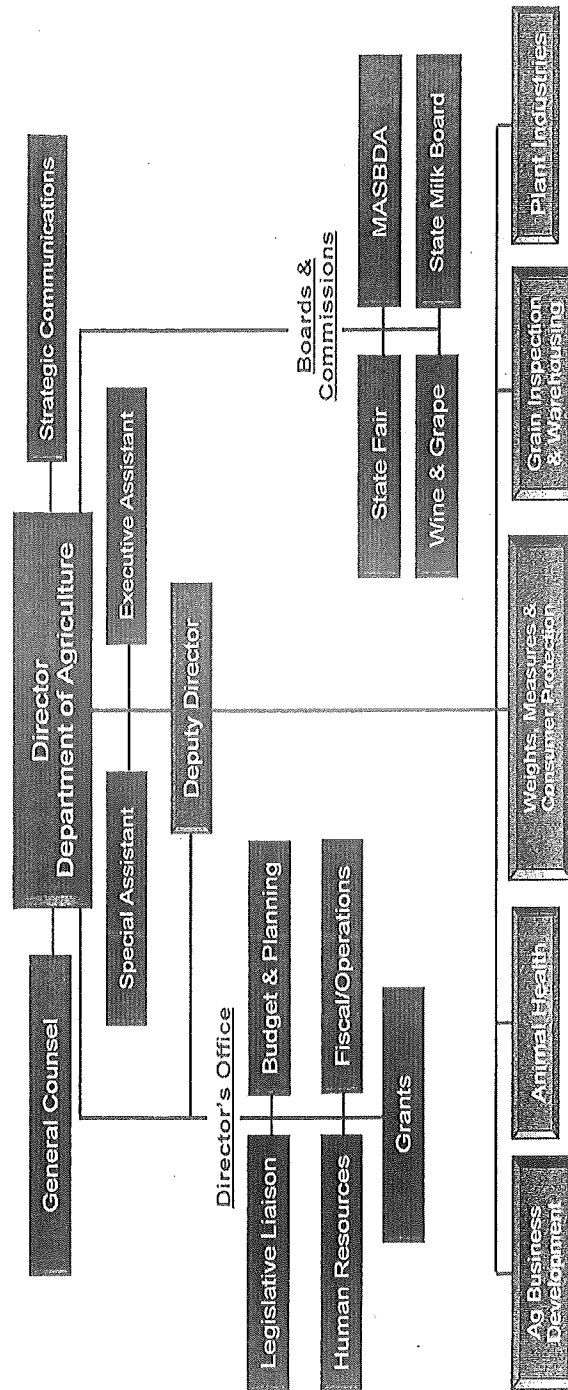 Director
Department of Agriculture
General Counsel
Strategic Communications
Special Assistant
Executive Assistant
Deputy Director
Director's Office
Legislative Liaison
Budget & Planning
Human Resources
Fiscal/Operations
Grants
Boards &
Commissions
State Fair
MASBDA
Wine & Grape
State Milk Board
Ag Business
Development
Animal Health
Weights, Measures &
Consumer Protection
Grain Inspection
& Warehousing
Plant Industries